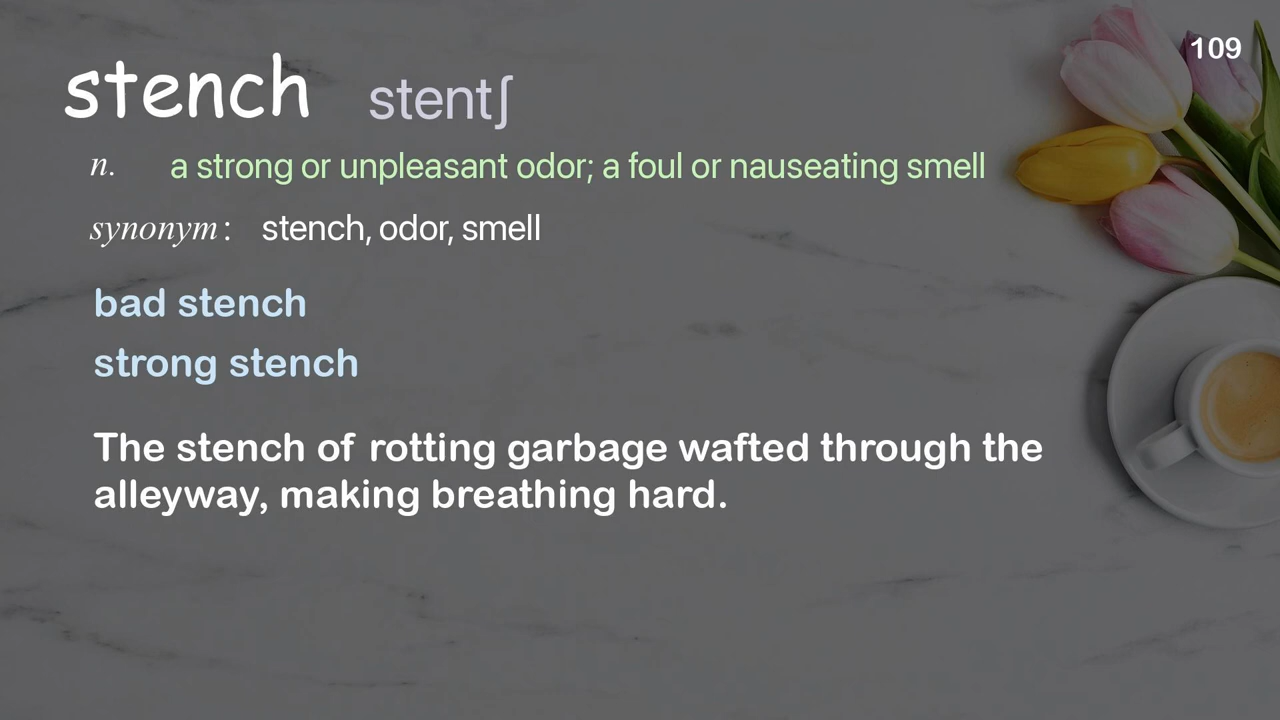 109
stench stentʃ
n. a strong or unpleasant odor; a foul or nauseating smell
synonym: stench, odor, smell
bad stench
strong stench
The stench of rotting garbage wafted through the
alleyway, making breathing hard.